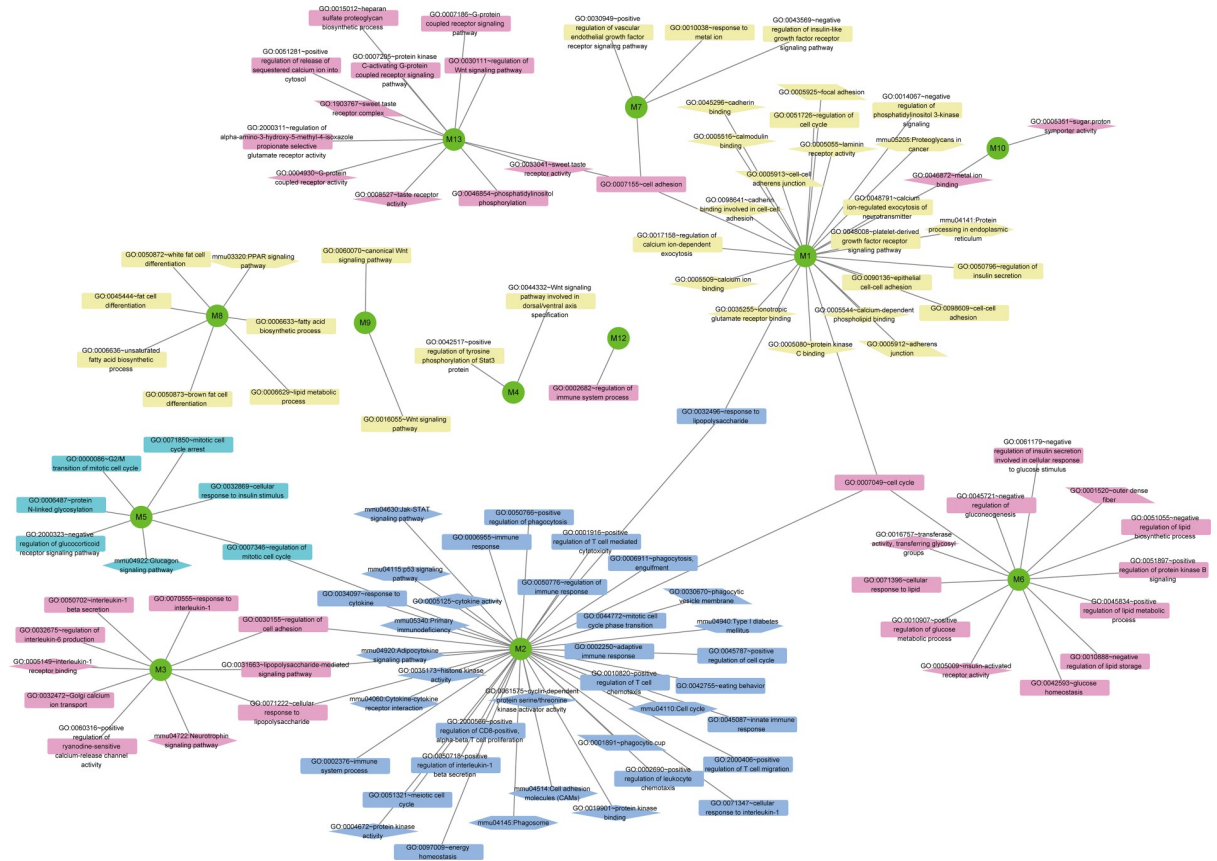 GO:0015012~heparan
sulfate proteoglycan
biosynthetic process
GO:0007186~G-protein
coupled receptor signaling
pathway
GO:0051281~positive
regulation of release of
sequestered calcium ion into
cytosol
GO:0007205~protein kinase
C-activating G-protein
coupled receptor signaling
pathway
GO:0030111~regulation of
Wnt signaling pathway
GO:1903767~sweet taste
receptor complex
GO:2000311~regulation of
alpha-amino-3-hydroxy-5-methyl-4-isoxazole
propionate selective
glutamate receptor activity
M13
GO:0004930~G-protein
coupled receptor activity
GO:0008527~taste receptor
activity
GO:0046854~phosphatidylinositol
phosphorylation
GO:0033041~sweet taste
receptor activity
GO:0030949~positive
regulation of vascular
endothelial growth factor
receptor signaling pathway
GO:0010038~response to
metal ion
GO:0043569~negative
regulation of insulin-like
growth factor receptor
signaling pathway
M7
GO:0007155~cell adhesion
GO:0045296~cadherin
binding
GO:0005925~focal adhesion
GO:0051726~regulation of
cell cycle
GO:0014067~negative
regulation of
phosphatidylinositol 3-kinase
signaling
GO:0005516~calmodulin
binding
GO:0005055~laminin
receptor activity
mmu05205:Proteoglycans in
cancer
GO:0005913~cell-cell
adherens junction
GO:0098641~cadherin
binding involved in cell-cell
adhesion
GO:0048791~calcium
ion-regulated exocytosis of
neurotransmitter
M10
GO:0005351~sugar:proton
symporter activity
GO:0046872~metal ion
binding
GO:0017158~regulation of
calcium ion-dependent
exocytosis
GO:0048008~platelet-derived
growth factor receptor
signaling pathway
mmu04141:Protein
processing in endoplasmic
reticulum
M1
GO:0005509~calcium ion
binding
GO:0090136~epithelial
cell-cell adhesion
GO:0050796~regulation of
insulin secretion
GO:0035255~ionotropic
glutamate receptor binding
GO:0005544~calcium-dependent
phospholipid binding
GO:0098609~cell-cell
adhesion
GO:0005080~protein kinase
C binding
GO:0005912~adherens
junction
GO:0050872~white fat cell
differentiation
mmu03320:PPAR signaling
pathway
GO:0045444~fat cell
differentiation
M8
GO:0006633~fatty acid
biosynthetic process
GO:0006636~unsaturated
fatty acid biosynthetic
process
GO:0050873~brown fat cell
differentiation
GO:0006629~lipid metabolic
process
GO:0060070~canonical Wnt
signaling pathway
M9
GO:0016055~Wnt signaling
pathway
GO:0044332~Wnt signaling
pathway involved in
dorsal/ventral axis
specification
GO:0042517~positive
regulation of tyrosine
phosphorylation of Stat3
protein
M4
M12
GO:0002682~regulation of
immune system process
GO:0032496~response to
lipopolysaccharide
GO:0007049~cell cycle
GO:0071850~mitotic cell
cycle arrest
GO:0000086~G2/M
transition of mitotic cell cycle
GO:0032869~cellular
response to insulin stimulus
GO:0006487~protein
N-linked glycosylation
M5
GO:2000323~negative
regulation of glucocorticoid
receptor signaling pathway
mmu04922:Glucagon
signaling pathway
GO:0007346~regulation of
mitotic cell cycle
GO:0061179~negative
regulation of insulin secretion
involved in cellular response
to glucose stimulus
GO:0001520~outer dense
fiber
GO:0045721~negative
regulation of
gluconeogenesis
GO:0051055~negative
regulation of lipid
biosynthetic process
GO:0016757~transferase
activity, transferring glycosyl
groups
GO:0051897~positive
regulation of protein kinase B
signaling
M6
GO:0071396~cellular
response to lipid
GO:0045834~positive
regulation of lipid metabolic
process
GO:0010907~positive
regulation of glucose
metabolic process
GO:0010888~negative
regulation of lipid storage
GO:0005009~insulin-activated
receptor activity
GO:0042593~glucose
homeostasis
GO:0050702~interleukin-1
beta secretion
GO:0070555~response to
interleukin-1
GO:0032675~regulation of
interleukin-6 production
GO:0030155~regulation of
cell adhesion
GO:0005149~interleukin-1
receptor binding
M3
GO:0031663~lipopolysaccharide-mediated
signaling pathway
GO:0032472~Golgi calcium
ion transport
GO:0071222~cellular
response to
lipopolysaccharide
GO:0060316~positive
regulation of
ryanodine-sensitive
calcium-release channel
activity
mmu04722:Neurotrophin
signaling pathway
mmu04630:Jak-STAT
signaling pathway
GO:0050766~positive
regulation of phagocytosis
GO:0006955~immune
response
GO:0001916~positive
regulation of T cell mediated
cytotoxicity
GO:0006911~phagocytosis,
engulfment
mmu04115:p53 signaling
pathway
GO:0050776~regulation of
immune response
GO:0034097~response to
cytokine
GO:0005125~cytokine activity
GO:0030670~phagocytic
vesicle membrane
mmu05340:Primary
immunodeficiency
GO:0044772~mitotic cell
cycle phase transition
mmu04940:Type I diabetes
mellitus
M2
mmu04920:Adipocytokine
signaling pathway
GO:0002250~adaptive
immune response
GO:0045787~positive
regulation of cell cycle
GO:0035173~histone kinase
activity
GO:0010820~positive
regulation of T cell
chemotaxis
GO:0042755~eating behavior
mmu04060:Cytokine-cytokine
receptor interaction
GO:0061575~cyclin-dependent
protein serine/threonine
kinase activator activity
mmu04110:Cell cycle
GO:2000566~positive
regulation of CD8-positive,
alpha-beta T cell proliferation
GO:0045087~innate immune
response
GO:0001891~phagocytic cup
GO:0050718~positive
regulation of interleukin-1
beta secretion
GO:0002376~immune
system process
GO:0002690~positive
regulation of leukocyte
chemotaxis
GO:2000406~positive
regulation of T cell migration
GO:0051321~meiotic cell
cycle
mmu04514:Cell adhesion
molecules (CAMs)
GO:0019901~protein kinase
binding
GO:0071347~cellular
response to interleukin-1
GO:0004672~protein kinase
activity
mmu04145:Phagosome
GO:0097009~energy
homeostasis